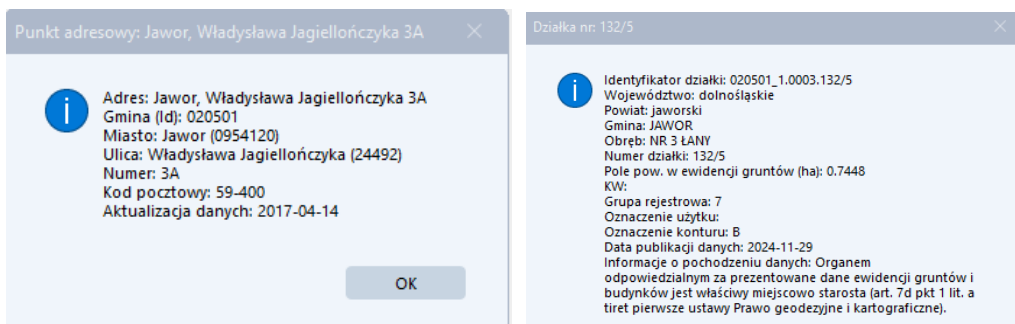 Punkt adresowy: Jawor, Władysława Jagiellończyka 3A
Adres: Jawor, Władysława Jagiellończyka 3A
Gmina (Id): 020501
Miasto: Jawor (0954120)
Ulica: Władysława Jagiellończyka (24492)
Numer: 3A
Kod pocztowy: 59-400
Aktualizacja danych: 2017-04-14
OK
Działka nr: 132/5
Identyfikator działki: 020501_1.0003.132/5
Województwo: dolnośląskie
Powiat: jaworski
Gmina: JAWOR
Obręb: NR 3 ŁANY
Numer działki: 132/5
Pole pow. w ewidencji gruntów (ha): 0.7448
KW:
Grupa rejestrowa: 7
Oznaczenie użytku:
Oznaczenie konturu: B
Data publikacji danych: 2024-11-29
Informacje o pochodzeniu danych: Organem
odpowiedzialnym za prezentowane dane ewidencji gruntów i
budynków jest właściwy miejscowo starosta (art. 7d pkt 1 lit. a
tiret pierwsze ustawy Prawo geodezyjne i kartograficzne).